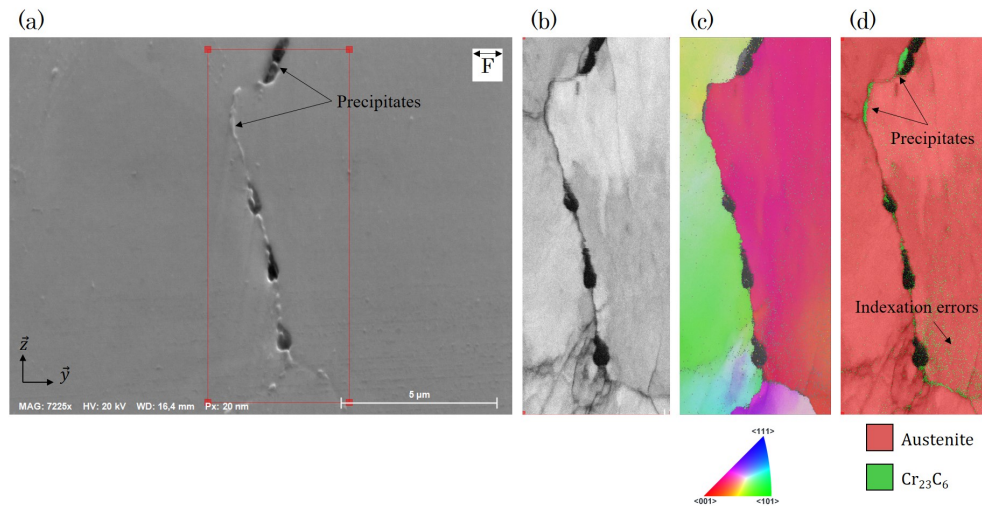 (a)
(b)
(c)
(d)
F
Precipitates
Precipitates
Indexation errors
z
y
MAG: 7225x HV: 20 kV WD: 16,4 mm Px: 20 nm
5 µm
<111>
<001>
<101>
Austenite
Cr₂₃C₆